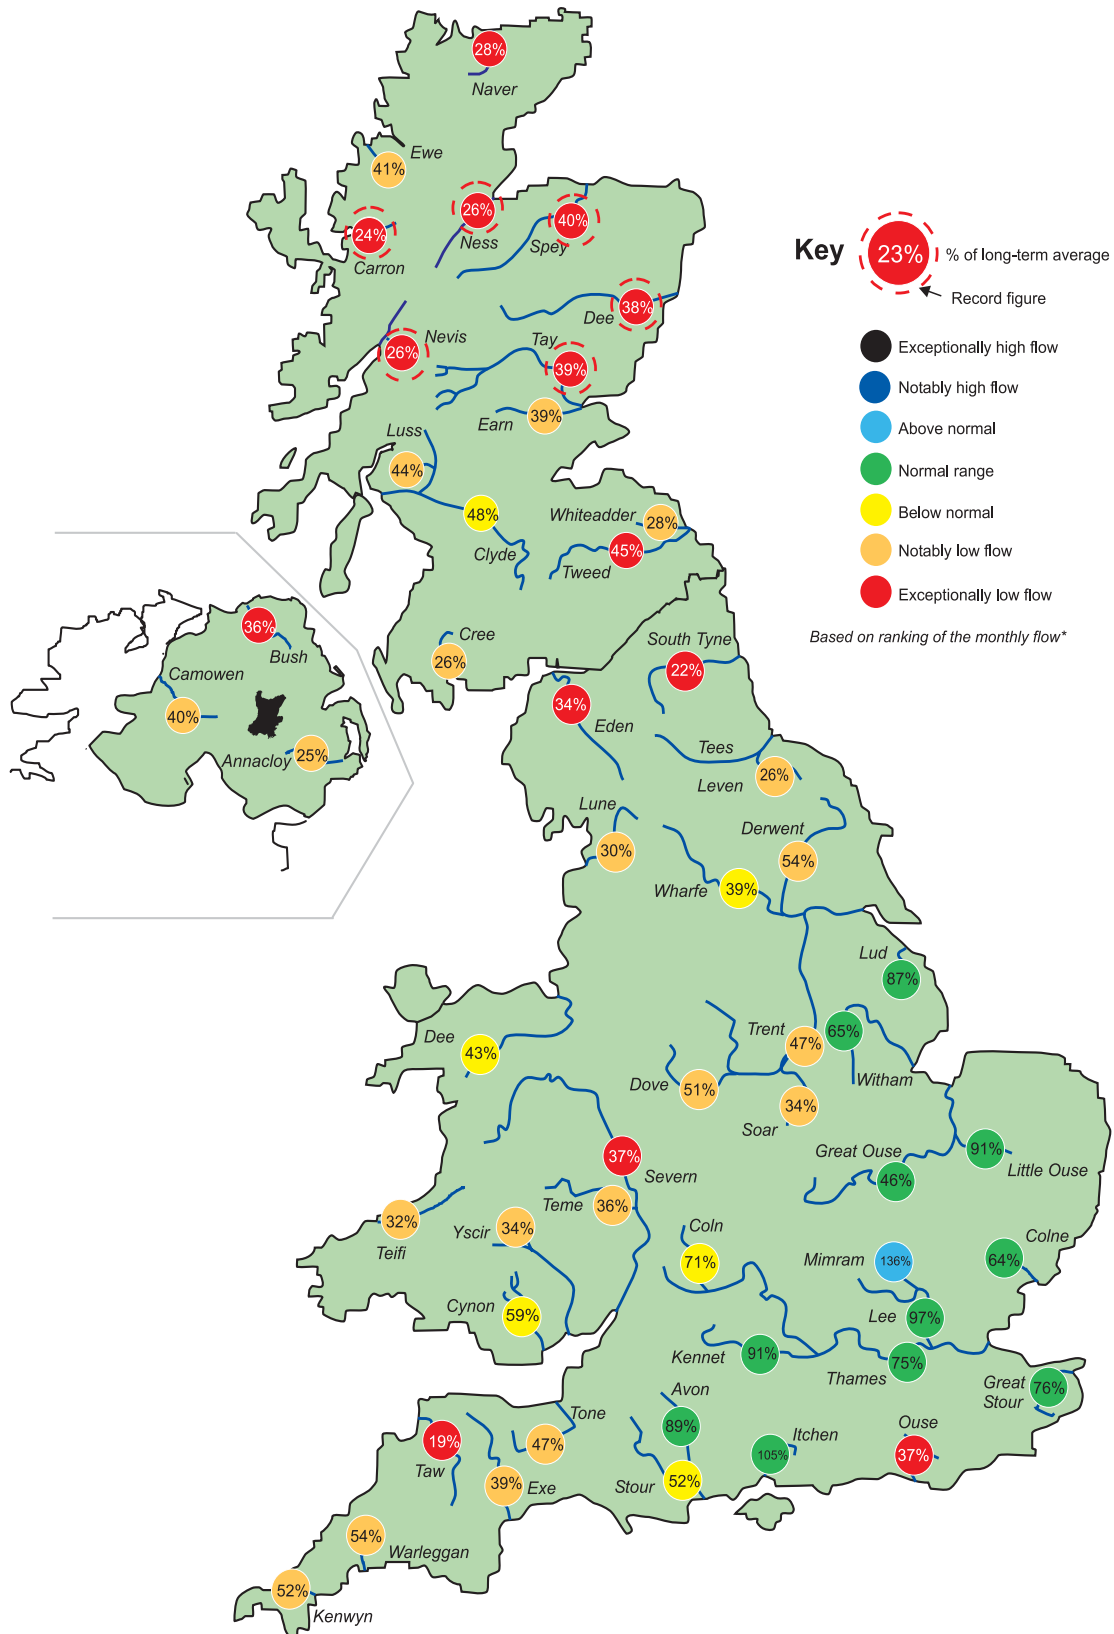 28%
Naver
Ewe
41%
26%
Ness
40%
Spey
24%
Carron
Key
23%
% of long-term average
Record figure
Exceptionally high flow
Notably high flow
Above normal
Normal range
Below normal
Notably low flow
Exceptionally low flow
Based on ranking of the monthly flow*
Dee
38%
Nevis
26%
Tay
39%
Earn
39%
Luss
44%
48%
Clyde
Whiteadder
28%
45%
Tweed
Cree
26%
South Tyne
22%
36%
Bush
Camowen
40%
Annacloy
25%
34%
Eden
Tees
Leven
26%
Lune
30%
Derwent
54%
Wharfe
39%
Lud
87%
Dee
43%
Trent
47%
65%
Witham
Dove
51%
34%
Soar
Great Ouse
46%
91%
Little Ouse
37%
Severn
Teme
36%
32%
Teifi
Yscir
34%
Coln
71%
Mimram
136%
Colne
64%
Cynon
59%
Lee
97%
Kennet
91%
Thames
75%
Great
Stour
76%
Avon
89%
Tone
47%
19%
Taw
39%
Exe
Stour
52%
Itchen
105%
Ouse
37%
54%
Warleggan
52%
Kenwyn